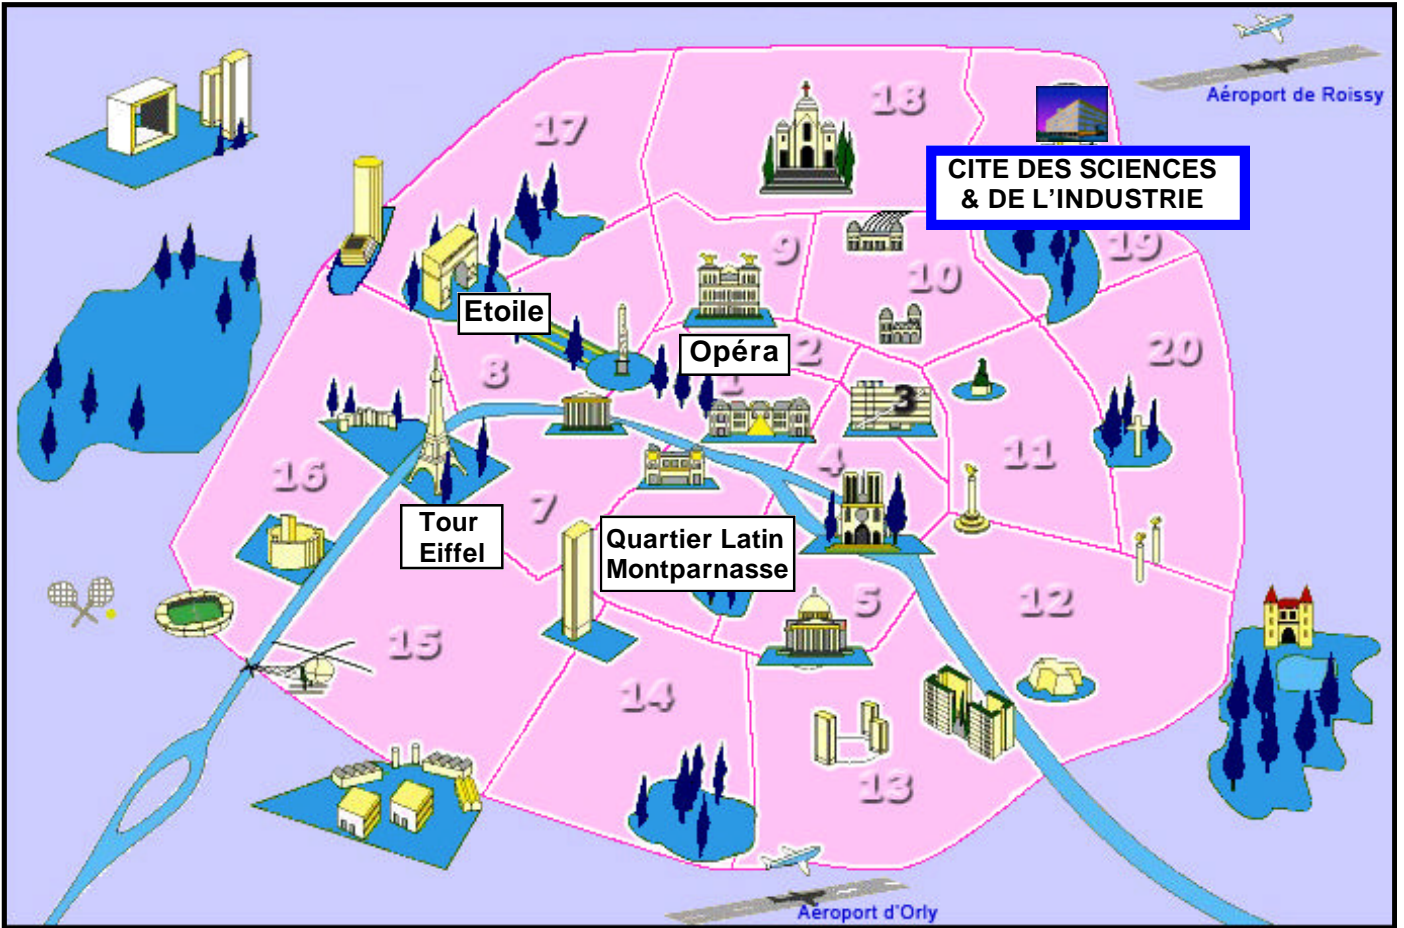 Aéroport de Roissy
18
17
CITE DES SCIENCES
& DE L'INDUSTRIE
9
19
10
Etoile
Opéra
2
20
8
1
3
4
11
16
7
Tour
Eiffel
Quartier Latin
Montparnasse
5
12
15
14
13
Aéroport d'Orly